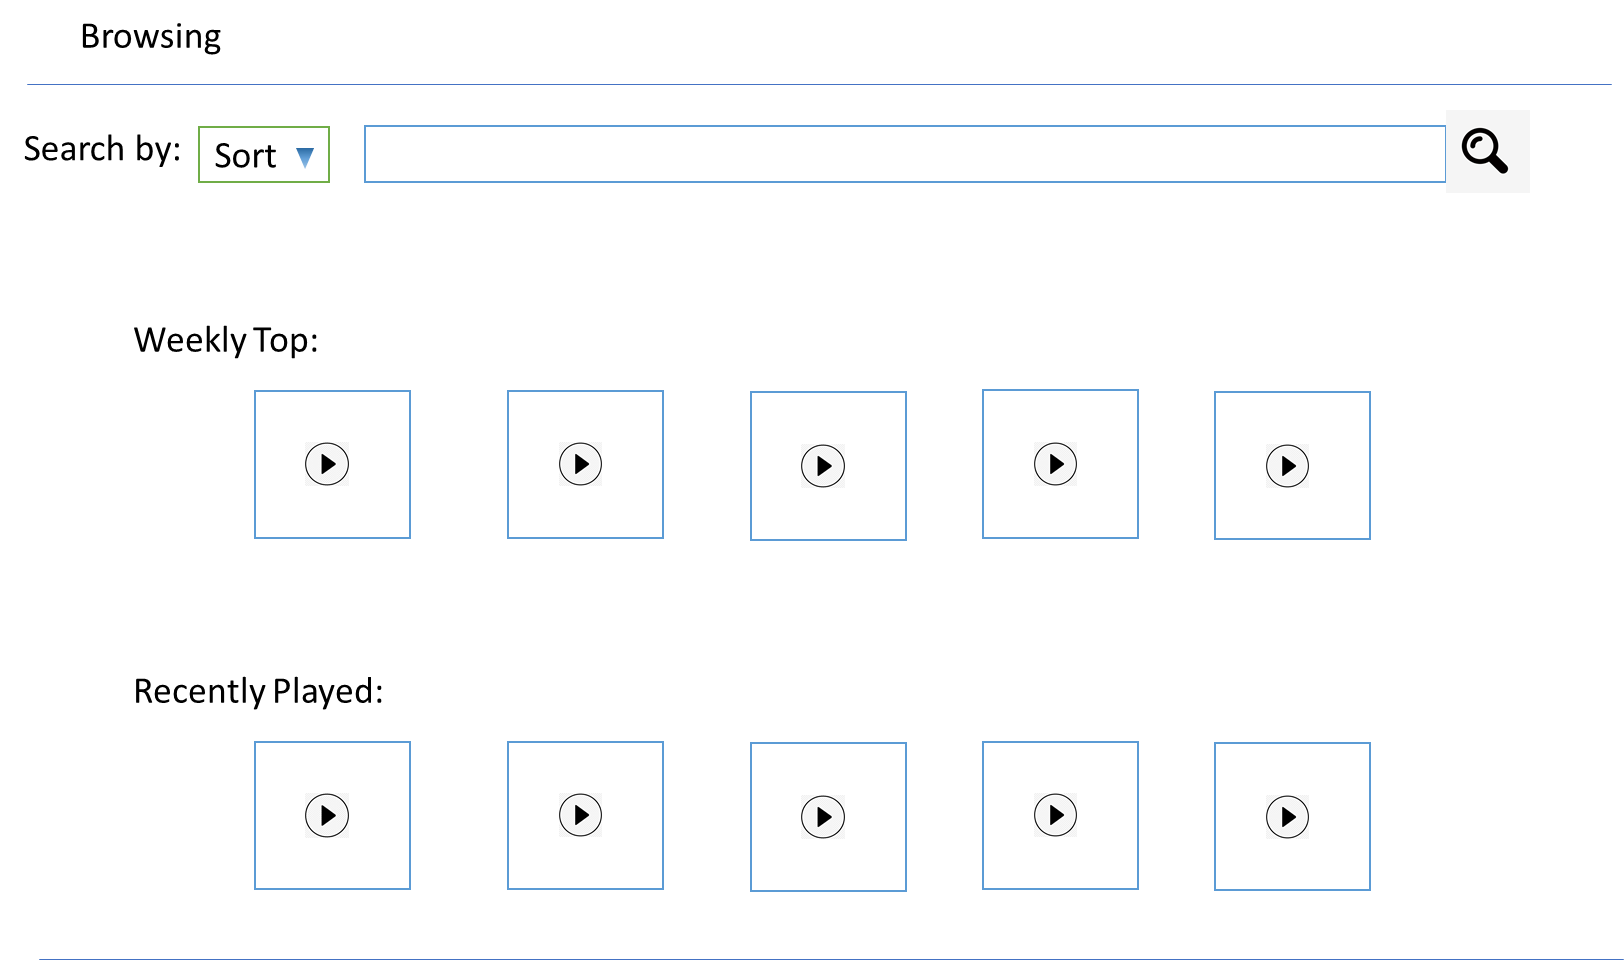 Browsing
Search by: Sort
Weekly Top:
Recently Played: